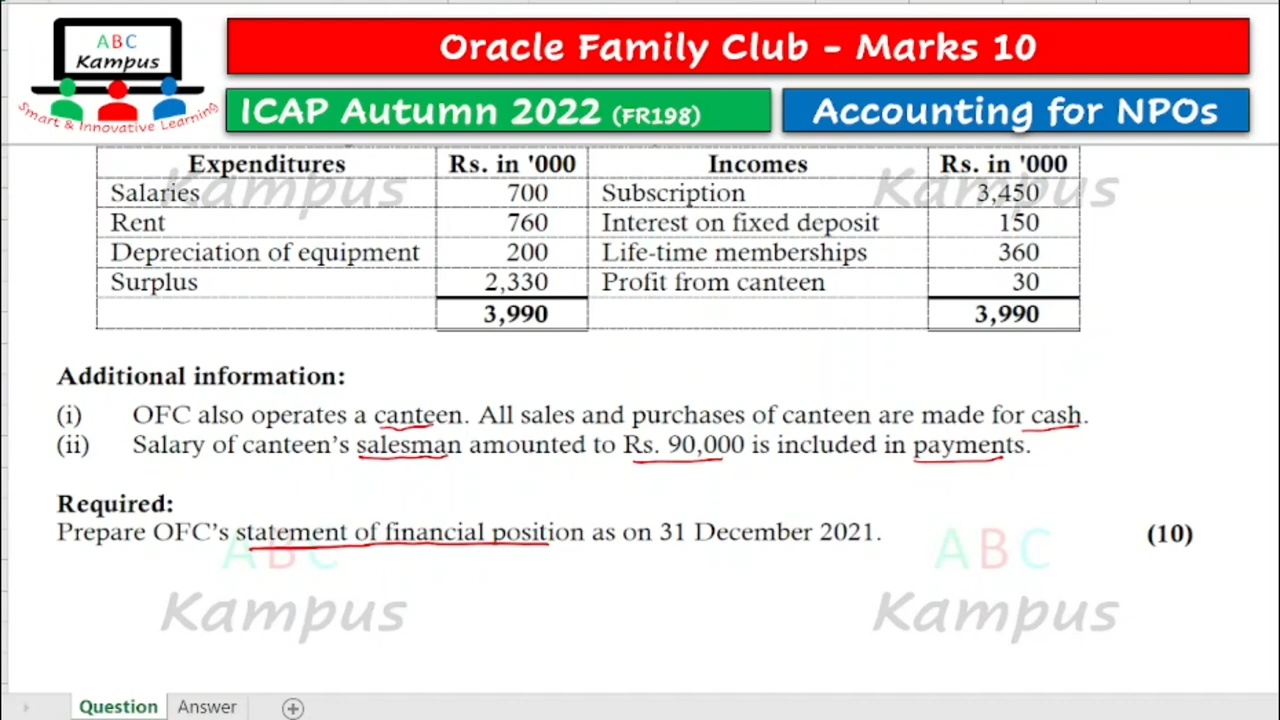 ABC
Kampus
Smart & Innovative Learning
Oracle Family Club - Marks 10
ICAP Autumn 2022 (FR198)
Accounting for NPOs
Expenditures Rs. in '000 Incomes Rs. in '000
Salaries 700 Subscription 3,450
Rent 760 Interest on fixed deposit 150
Depreciation of equipment 200 Life-time memberships 360
Surplus 2,330 Profit from canteen 30
3,990 3,990
Kampus Kampus
Additional information:
(i) OFC also operates a canteen. All sales and purchases of canteen are made for cash.
(ii) Salary of canteen's salesman amounted to Rs. 90,000 is included in payments.
Required:
Prepare OFC's statement of financial position as on 31 December 2021. (10)
ABC ABC
Kampus Kampus
Question Answer